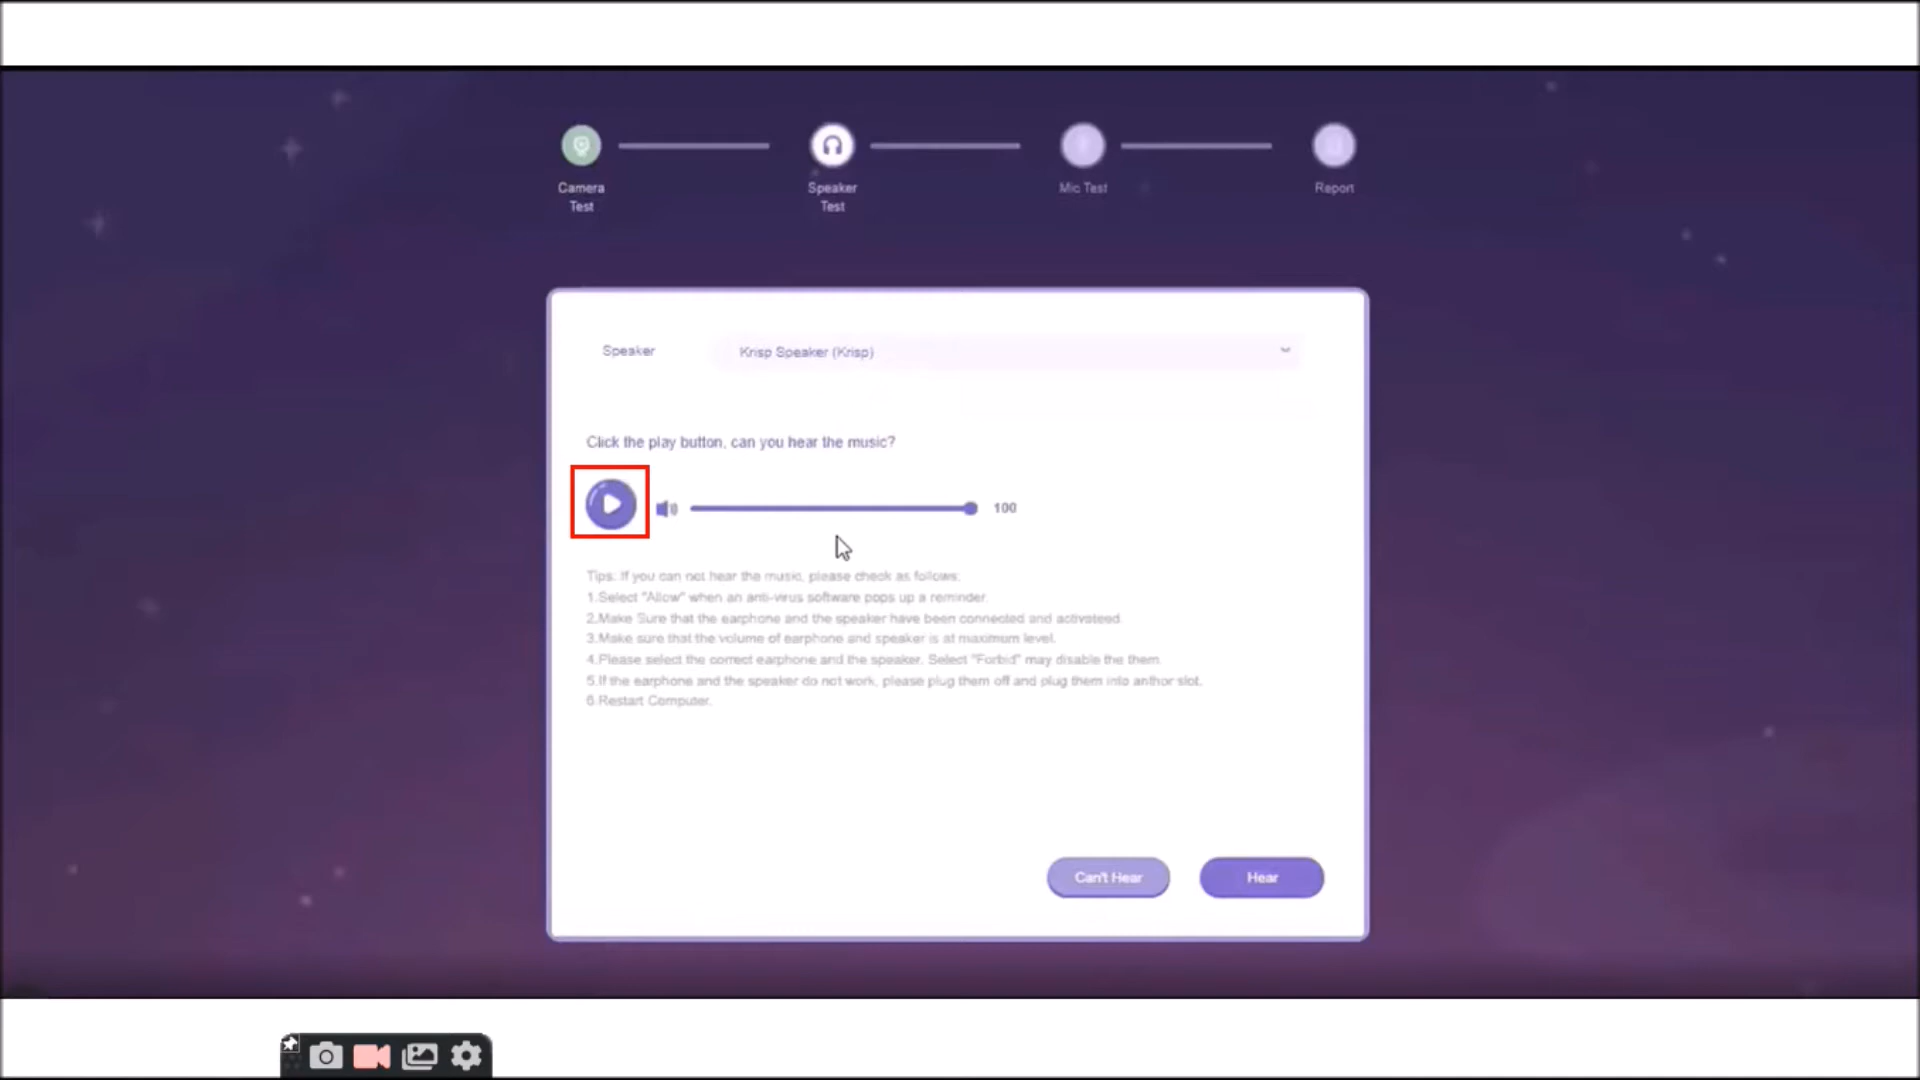 Camera
Test
Speaker
Test
Mic Test
Report
Speaker
Krisp Speaker (Krisp)
Click the play button, can you hear the music?
100
Tips: If you can not hear the music, please check as follows:
1.Select "Allow" when an anti-virus software pops up a reminder.
2.Make Sure that the earphone and the speaker have been connected and activateed.
3.Make sure that the volume of earphone and speaker is at maximum level.
4.Please select the correct earphone and the speaker. Select "Forbid" may disable the them.
5.If the earphone and the speaker do not work, please plug them off and plug them into anthor slot.
6.Restart Computer.
Can't Hear
Hear